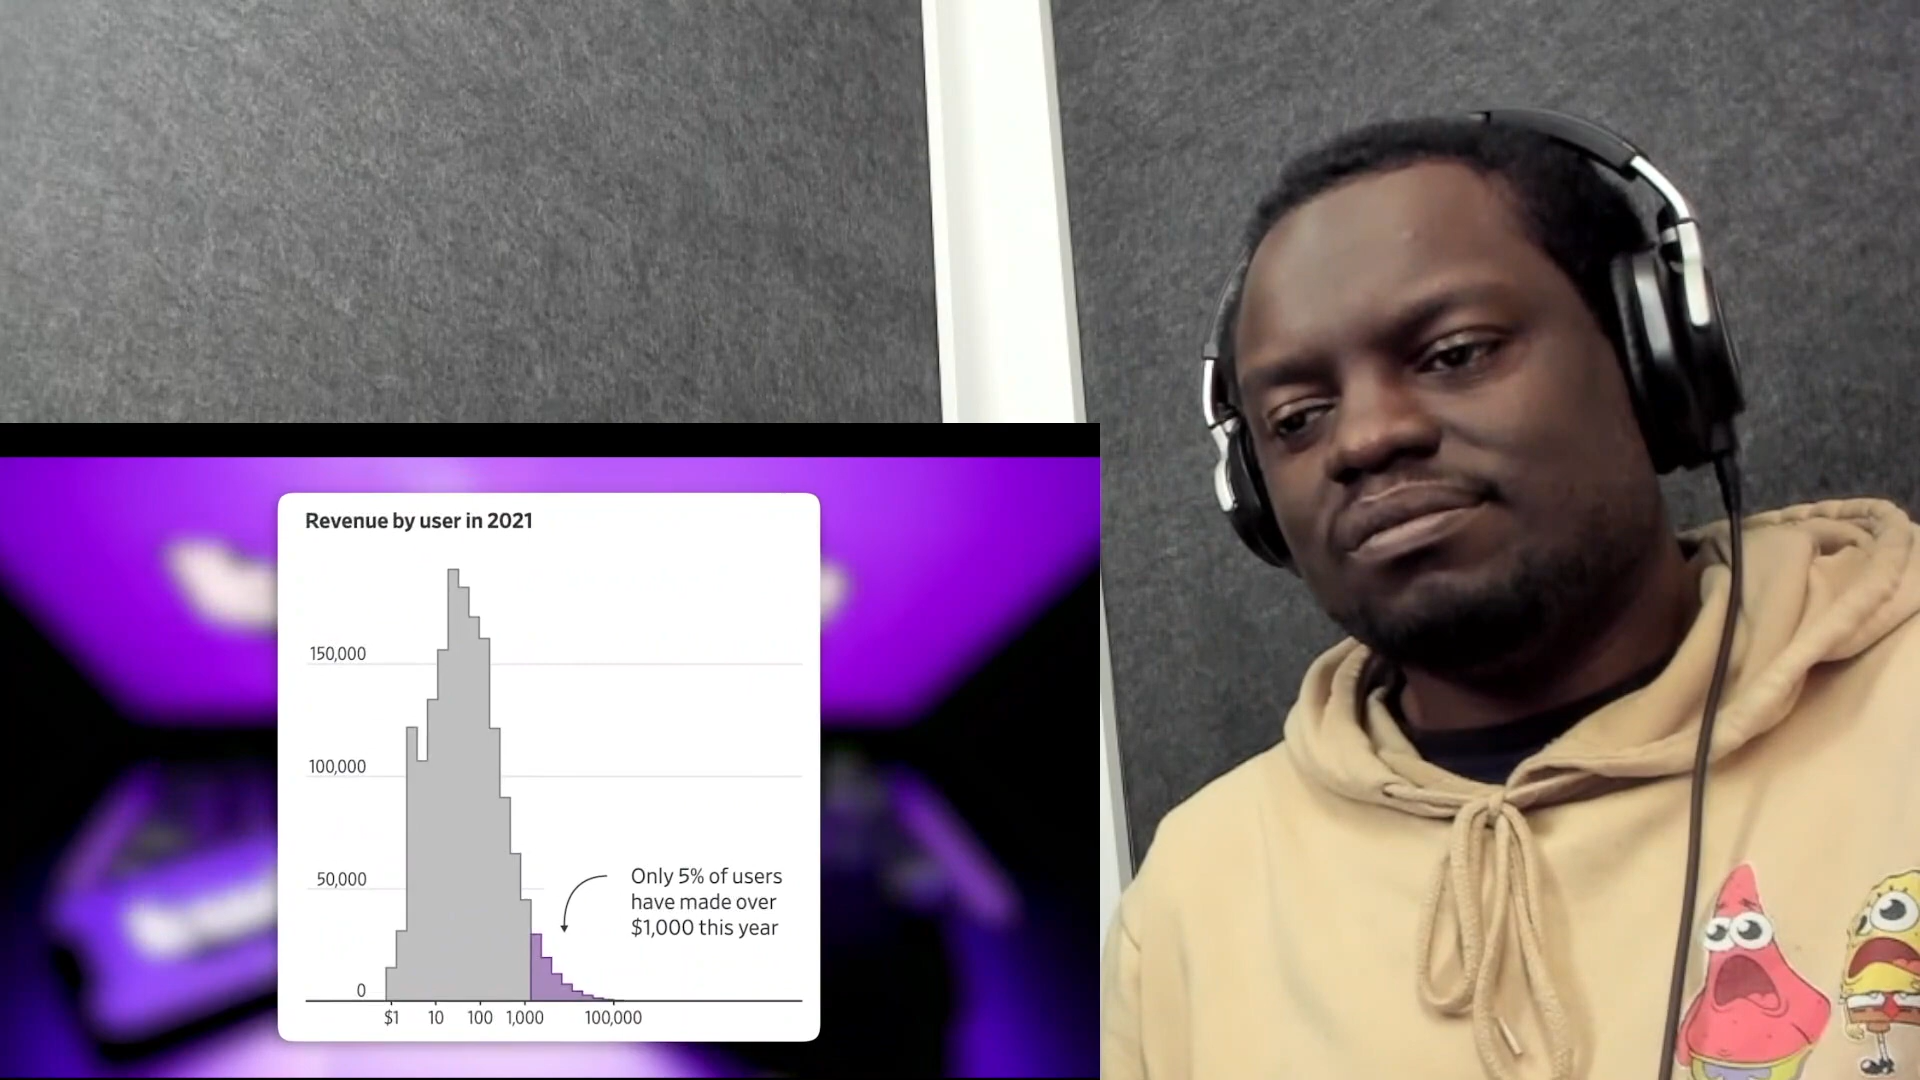 Revenue by user in 2021
150,000
100,000
50,000
0
Only 5% of users
have made over
$1,000 this year
$1 10 100 1,000 100,000